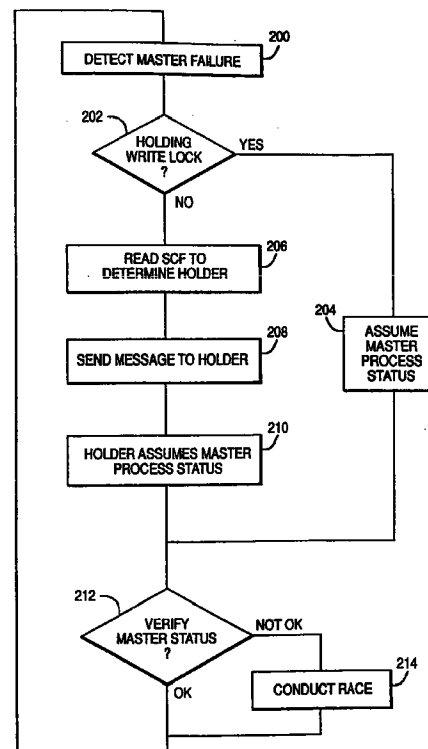 200
DETECT MASTER FAILURE
202
HOLDING
WRITE LOCK
?
YES
NO
206
READ SCF TO
DETERMINE HOLDER
204
ASSUME
MASTER
PROCESS
STATUS
208
SEND MESSAGE TO HOLDER
210
HOLDER ASSUMES MASTER
PROCESS STATUS
212
VERIFY
MASTER STATUS
?
NOT OK
OK
214
CONDUCT RACE